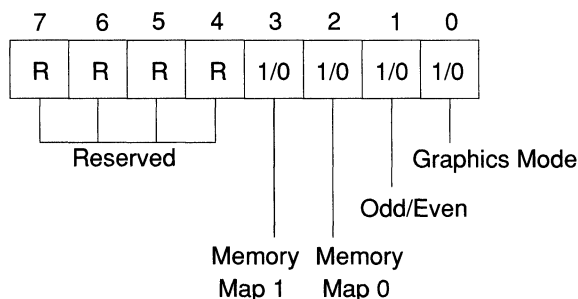 7 6 5 4 3 2 1 0
R R R R 1/0 1/0 1/0 1/0
Reserved
Graphics Mode
Odd/Even
Memory Memory
Map 1 Map 0